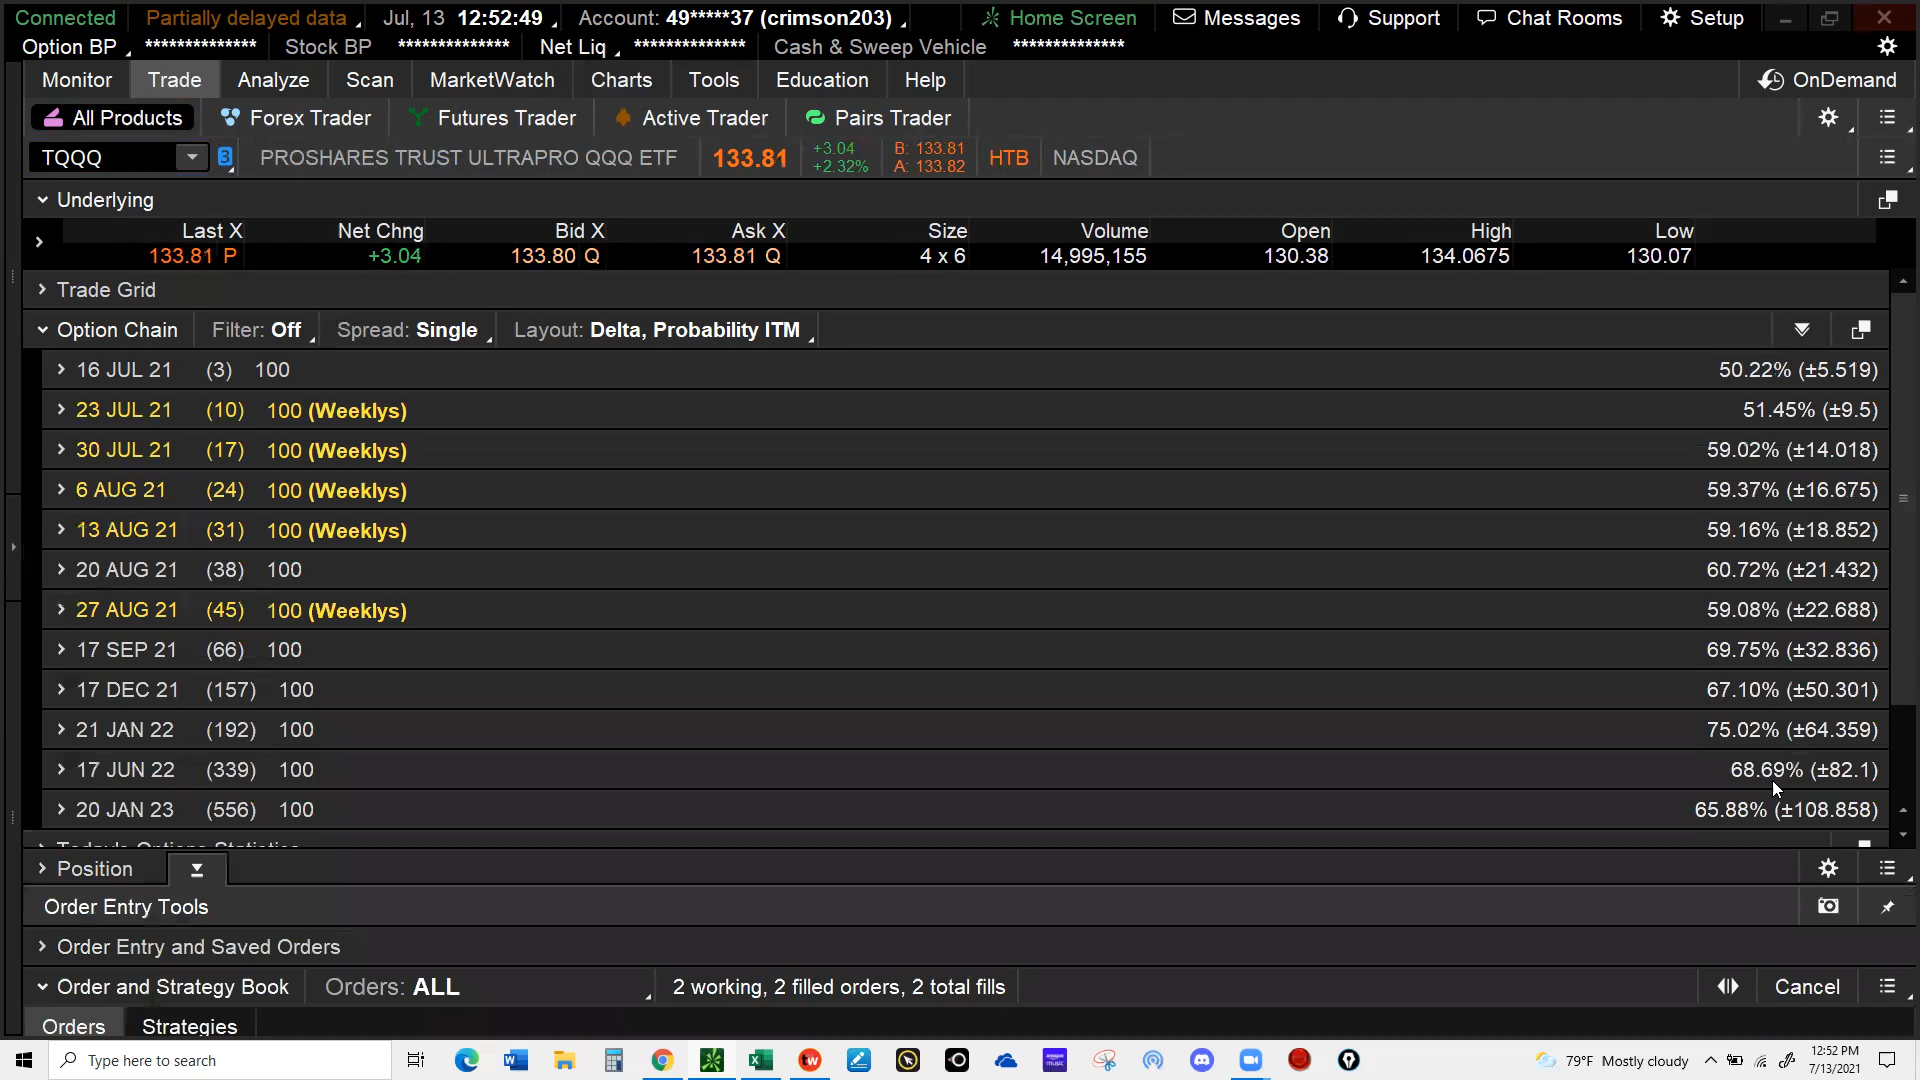 Connected Partially delayed data Jul, 13 12:52:49 Account: 49*****37 (crimson203) Home Screen Messages Support Chat Rooms Setup
Option BP ************** Stock BP ************** Net Liq ************** Cash & Sweep Vehicle **************
Monitor Trade Analyze Scan MarketWatch Charts Tools Education Help OnDemand
All Products Forex Trader Futures Trader Active Trader Pairs Trader
TQQQ 3 PROSHARES TRUST ULTRAPRO QQQ ETF 133.81 +3.04 +2.32% B: 133.81 A: 133.82 HTB NASDAQ
Underlying
Last X Net Chng Bid X Ask X Size Volume Open High Low
133.81 P +3.04 133.80 Q 133.81 Q 4 x 6 14,995,155 130.38 134.0675 130.07
Trade Grid
Option Chain Filter: Off Spread: Single Layout: Delta, Probability ITM
16 JUL 21 (3) 100 50.22% (±5.519)
23 JUL 21 (10) 100 (Weeklys) 51.45% (±9.5)
30 JUL 21 (17) 100 (Weeklys) 59.02% (±14.018)
6 AUG 21 (24) 100 (Weeklys) 59.37% (±16.675)
13 AUG 21 (31) 100 (Weeklys) 59.16% (±18.852)
20 AUG 21 (38) 100 60.72% (±21.432)
27 AUG 21 (45) 100 (Weeklys) 59.08% (±22.688)
17 SEP 21 (66) 100 69.75% (±32.836)
17 DEC 21 (157) 100 67.10% (±50.301)
21 JAN 22 (192) 100 75.02% (±64.359)
17 JUN 22 (339) 100 68.69% (±82.1)
20 JAN 23 (556) 100 65.88% (±108.858)
Today's Options Statistics
Position
Order Entry Tools
Order Entry and Saved Orders
Order and Strategy Book Orders: ALL 2 working, 2 filled orders, 2 total fills Cancel
Orders Strategies
Type here to search W X tw amazon music 79°F Mostly cloudy 12:52 PM
7/13/2021